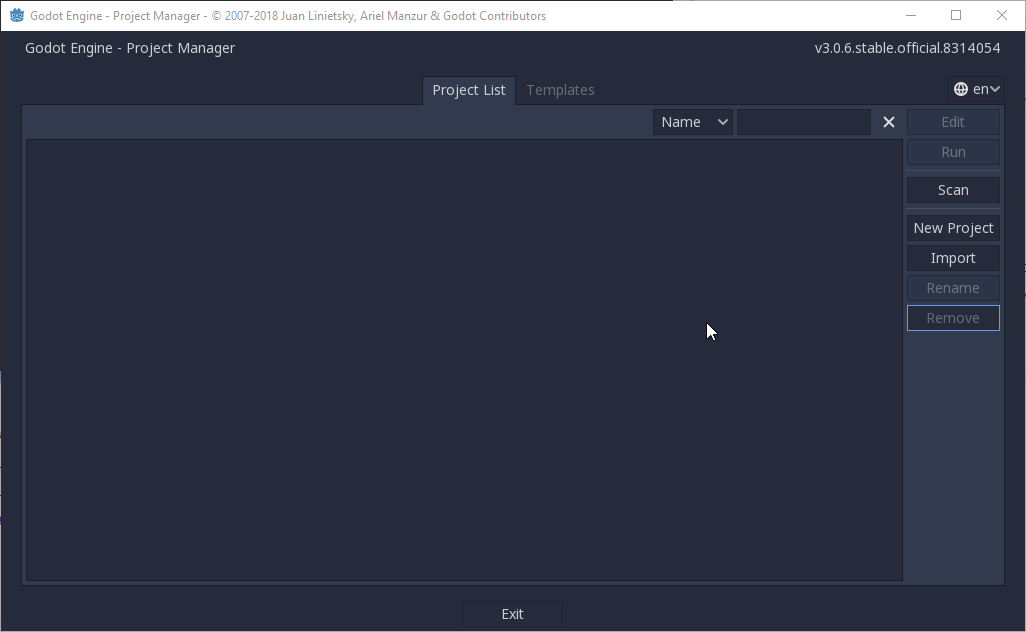 Godot Engine - Project Manager - © 2007-2018 Juan Linietsky, Ariel Manzur & Godot Contributors
Godot Engine - Project Manager
v3.0.6.stable.official.8314054
Project List
Templates
en
Name
Edit
Run
Scan
New Project
Import
Rename
Remove
Exit